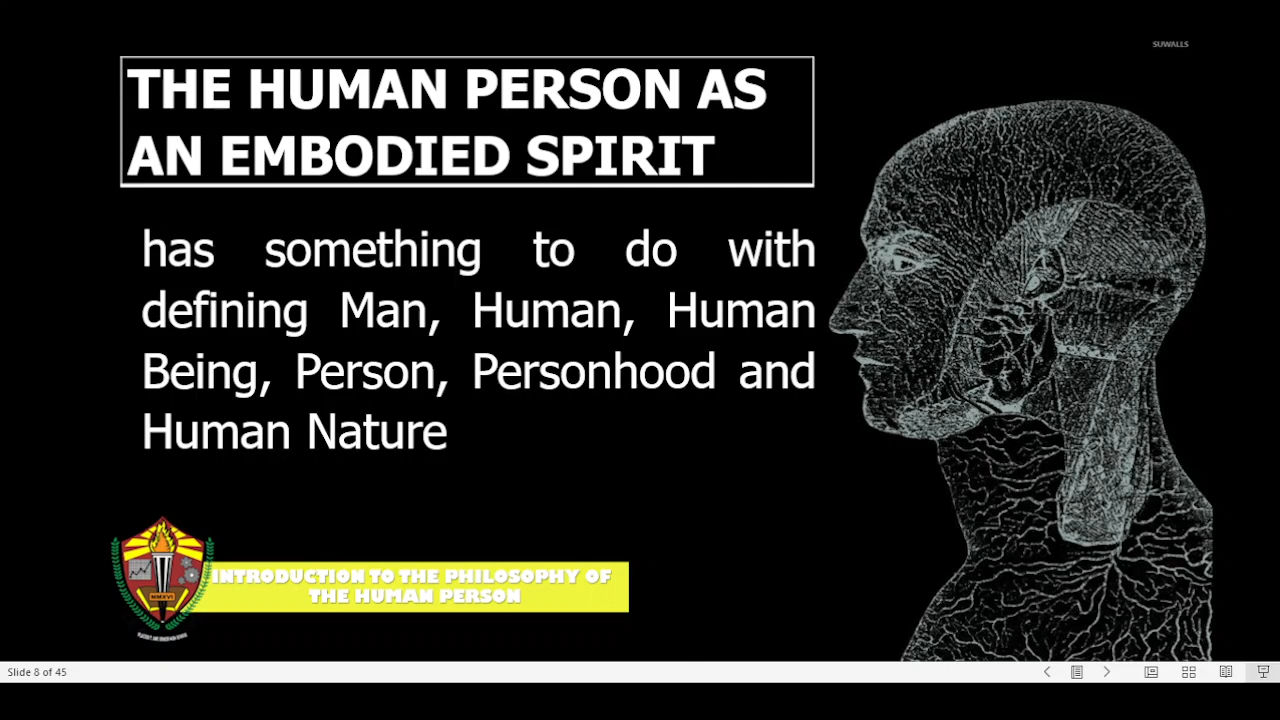 SUWALLS
THE HUMAN PERSON AS
AN EMBODIED SPIRIT
has something to do with
defining Man, Human, Human
Being, Person, Personhood and
Human Nature
MMXVI
INTRODUCTION TO THE PHILOSOPHY OF
THE HUMAN PERSON
Slide 8 of 45